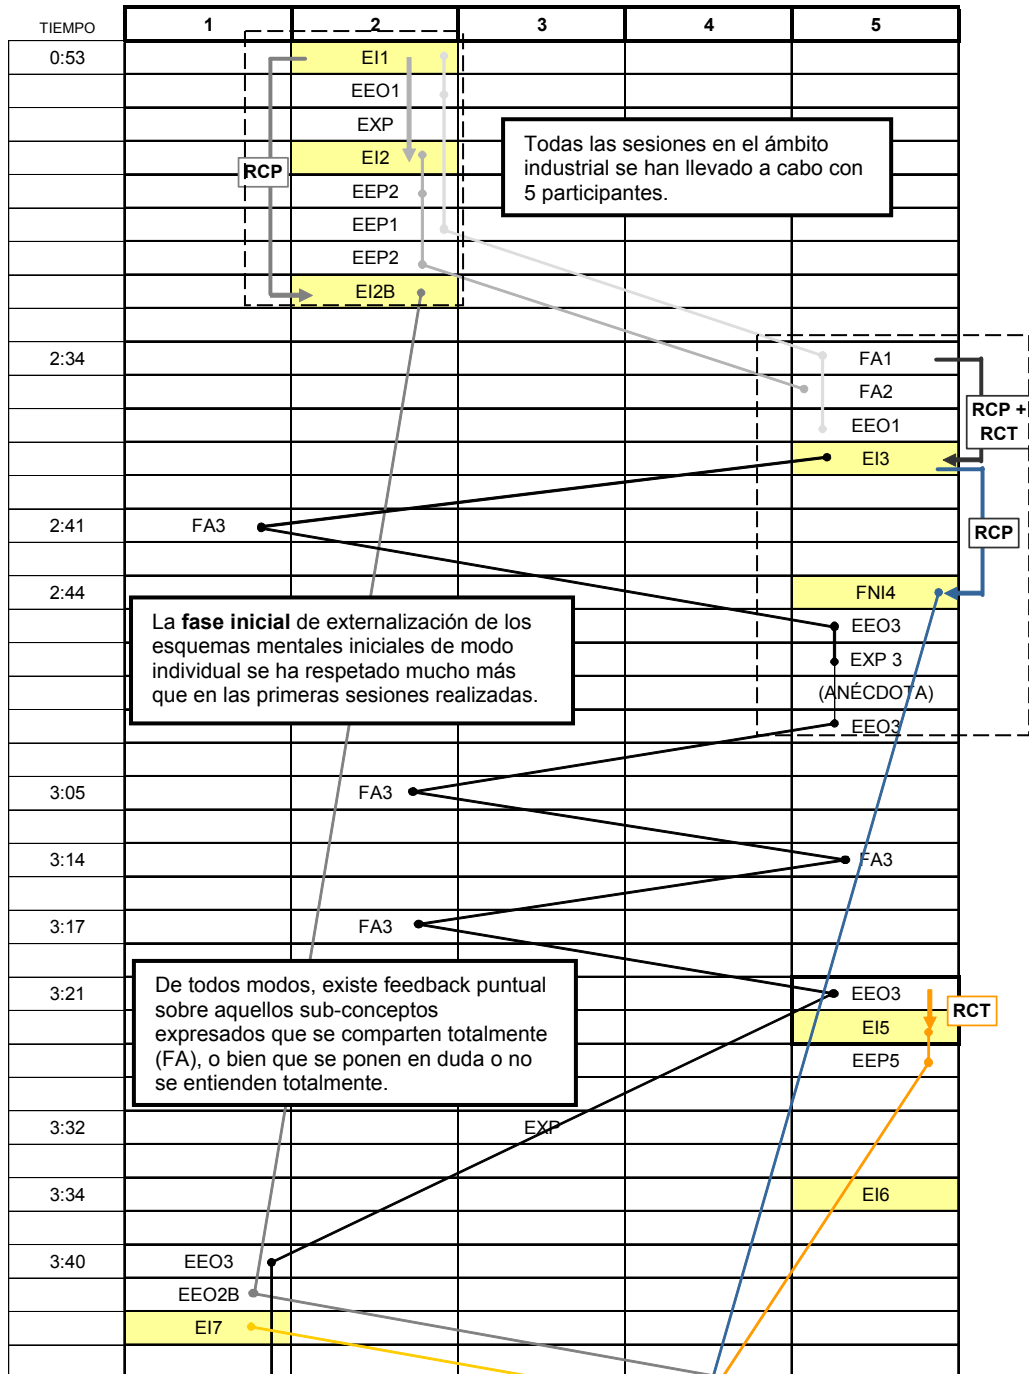 TIEMPO 1 2 3 4 5
0:53 EI1
EEO1
EXP
EI2
RCP
EEP2
EEP1
EEP2
EI2B
Todas las sesiones en el ámbito
industrial se han llevado a cabo con
5 participantes.
2:34 FA1
FA2
RCP +
RCT
EEO1
EI3
2:41 FA3
RCP
2:44 FNI4
La fase inicial de externalización de los
esquemas mentales iniciales de modo
individual se ha respetado mucho más
que en las primeras sesiones realizadas.
EEO3
EXP 3
(ANÉCDOTA)
EEO3
3:05 FA3
3:14 FA3
3:17 FA3
De todos modos, existe feedback puntual
sobre aquellos sub-conceptos
expresados que se comparten totalmente
(FA), o bien que se ponen en duda o no
se entienden totalmente.
3:21 EEO3
RCT
EI5
EEP5
3:32 EXP
3:34 EI6
3:40 EEO3
EEO2B
EI7